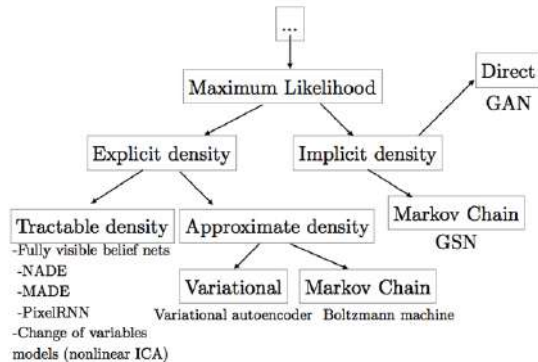 ...
Maximum Likelihood
Direct
GAN
Explicit density
Implicit density
Tractable density
-Fully visible belief nets
-NADE
-MADE
-PixelRNN
-Change of variables
models (nonlinear ICA)
Approximate density
Markov Chain
GSN
Variational
Variational autoencoder
Markov Chain
Boltzmann machine